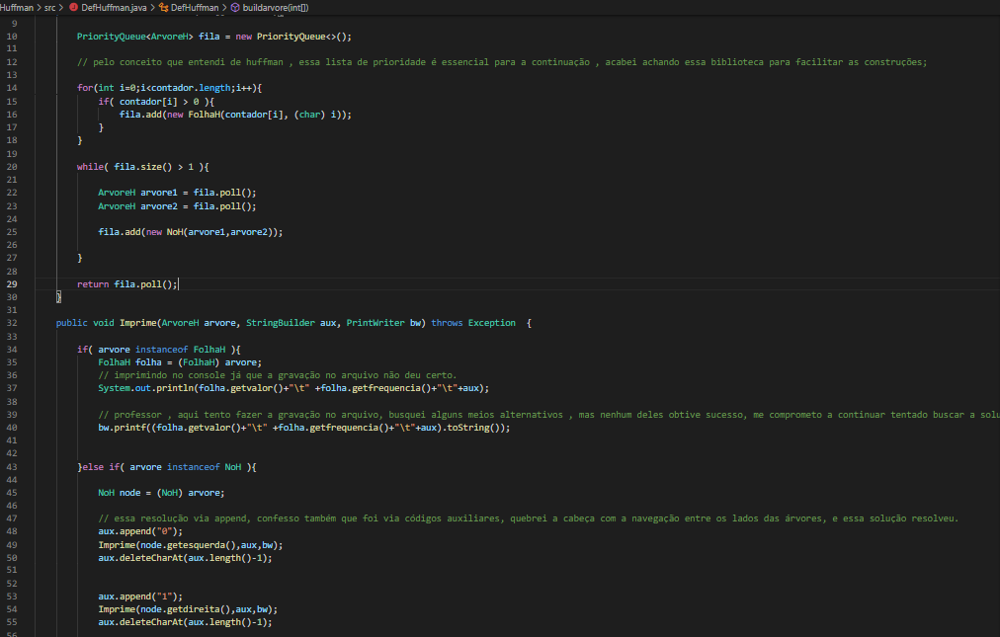 Huffman > src > DefHuffman.java > DefHuffman > buildarvore(int[])
9
10 PriorityQueue<ArvoreH> fila = new PriorityQueue<>();
11
12 // pelo conceito que entendi de huffman , essa lista de prioridade é essencial para a continuação , acabei achando essa biblioteca para facilitar as construções;
13
14 for(int i=0;i<contador.length;i++){
15 if( contador[i] > 0 ){
16 fila.add(new FolhaH(contador[i], (char) i));
17 }
18 }
19
20 while( fila.size() > 1 ){
21
22 ArvoreH arvore1 = fila.poll();
23 ArvoreH arvore2 = fila.poll();
24
25 fila.add(new NoH(arvore1,arvore2));
26
27 }
28
29 return fila.poll();
30 }
31
32 public void Imprime(ArvoreH arvore, StringBuilder aux, PrintWriter bw) throws Exception {
33
34 if( arvore instanceof FolhaH ){
35 FolhaH folha = (FolhaH) arvore;
36 // imprimindo no console já que a gravação no arquivo não deu certo.
37 System.out.println(folha.getvalor()+"\t" +folha.getfrequencia()+"\t"+aux);
38
39 // professor , aqui tento fazer a gravação no arquivo, busquei alguns meios alternativos , mas nenhum deles obtive sucesso, me comprometo a continuar tentado buscar a solu
40 bw.printf((folha.getvalor()+"\t" +folha.getfrequencia()+"\t"+aux).toString());
41
42
43 }else if( arvore instanceof NoH ){
44
45 NoH node = (NoH) arvore;
46
47 // essa resolução via append, confesso também que foi via códigos auxiliares, quebrei a cabeça com a navegação entre os lados das árvores, e essa solução resolveu.
48 aux.append("0");
49 Imprime(node.getesquerda(),aux,bw);
50 aux.deleteCharAt(aux.length()-1);
51
52
53 aux.append("1");
54 Imprime(node.getdireita(),aux,bw);
55 aux.deleteCharAt(aux.length()-1);
56